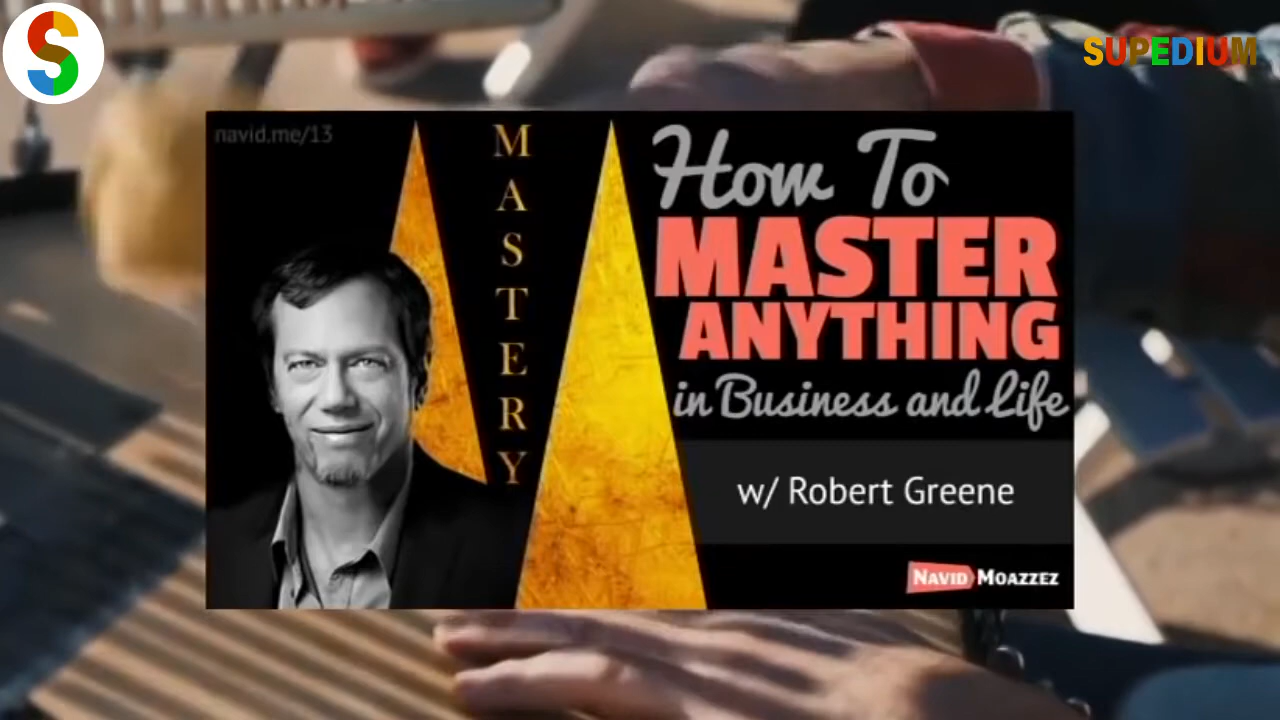 S
SUPEDIUM
navid.me/13
MASTERY
How To
MASTER
ANYTHING
in Business and Life
w/ Robert Greene
NAVID MOAZZEZ